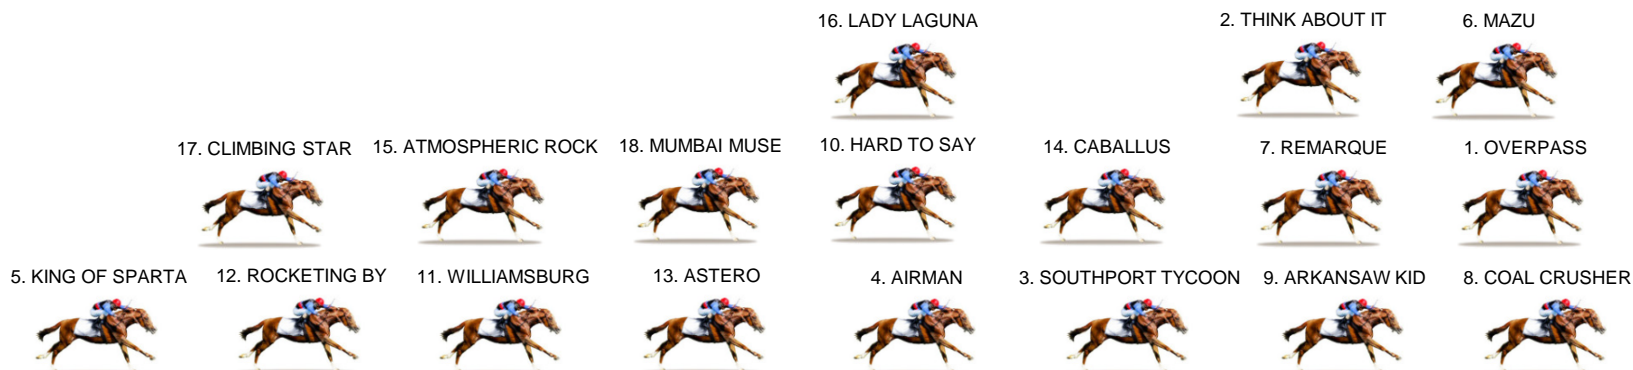 16. LADY LAGUNA 2. THINK ABOUT IT 6. MAZU
17. CLIMBING STAR 15. ATMOSPHERIC ROCK 18. MUMBAI MUSE 10. HARD TO SAY 14. CABALLUS 7. REMARQUE 1. OVERPASS
5. KING OF SPARTA 12. ROCKETING BY 11. WILLIAMSBURG 13. ASTERO 4. AIRMAN 3. SOUTHPORT TYCOON 9. ARKANSAW KID 8. COAL CRUSHER